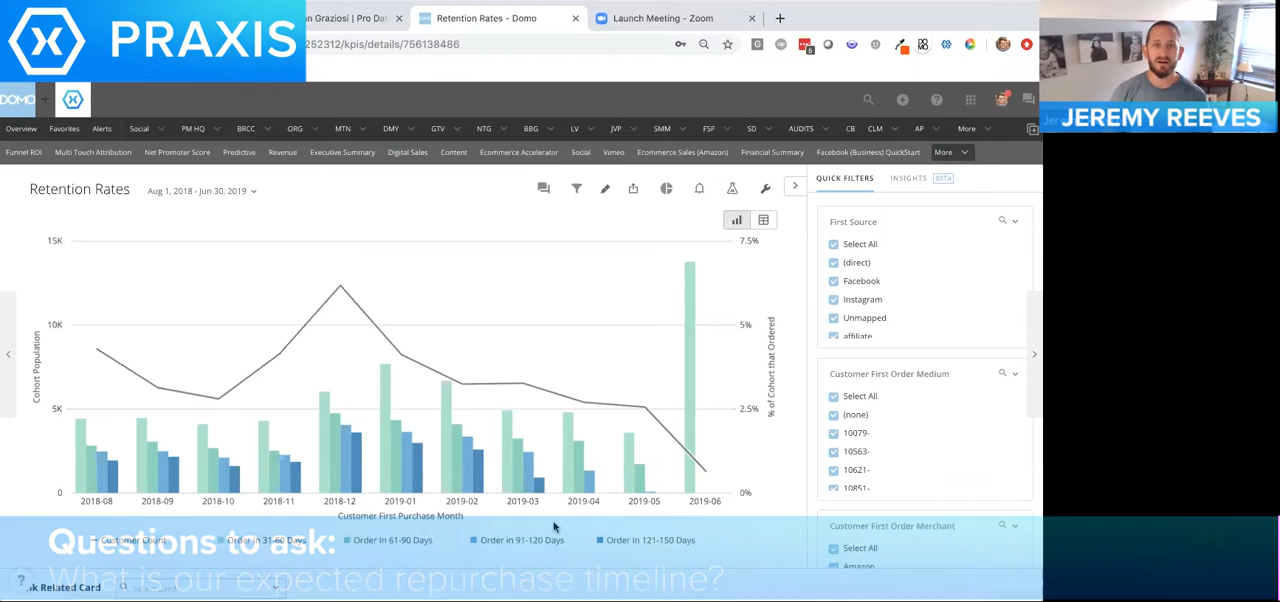 PRAXIS
n Graziosi | Pro Da
Retention Rates - Domo
Launch Meeting - Zoom
252312/kpis/details/756138486
JEREMY REEVES
DOMO
Overview Favorites Alerts Social PM HQ BRCC ORG MTN DMY GTV NTG BBG LV JVP SMM FSP SD AUDITS CB CLM AP More
Funnel ROI Multi Touch Attribution Net Promoter Score Predictive Revenue Executive Summary Digital Sales Content Ecommerce Accelerator Social Vimeo Ecommerce Sales (Amazon) Financial Summary Facebook (Business) QuickStart More
Retention Rates Aug 1, 2018 - Jun 30, 2019
QUICK FILTERS INSIGHTS BETA
First Source
Select All
(direct)
Facebook
Instagram
Unmapped
affiliate
Customer First Order Medium
Select All
(none)
10079-
10563-
10621-
10851-
Customer First Order Merchant
Select All
Amazon
15K 7.5%
10K 5%
5K 2.5%
0 0%
Cohort Population
% of Cohort that Ordered
2018-08 2018-09 2018-10 2018-11 2018-12 2019-01 2019-02 2019-03 2019-04 2019-05 2019-06
Customer First Purchase Month
Customer Count Order in 31-60 Days Order in 61-90 Days Order in 91-120 Days Order in 121-150 Days
Questions to ask:
What is our expected repurchase timeline?
nk Related Card